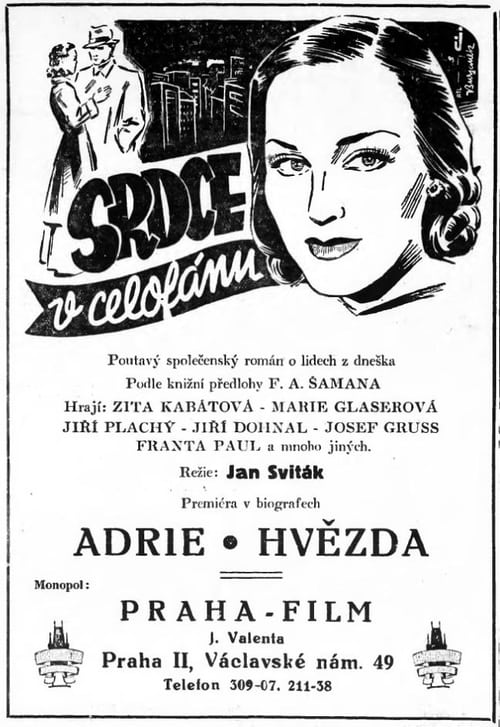 SRDCE
v celofánu
Poutavý společenský román o lidech z dneška
Podle knižní předlohy F. A. ŠAMANA
Hrají: ZITA KABÁTOVÁ - MARIE GLASEROVÁ
JIŘÍ PLACHÝ - JIŘÍ DOHNAL - JOSEF GRUSS
FRANTA PAUL a mnoho jiných.
Režie: Jan Sviták
Premiéra v biografech
ADRIE • HVĚZDA
Monopol:
PRAHA - FILM
J. Valenta
Praha II, Václavské nám. 49
Telefon 309-07. 211-38